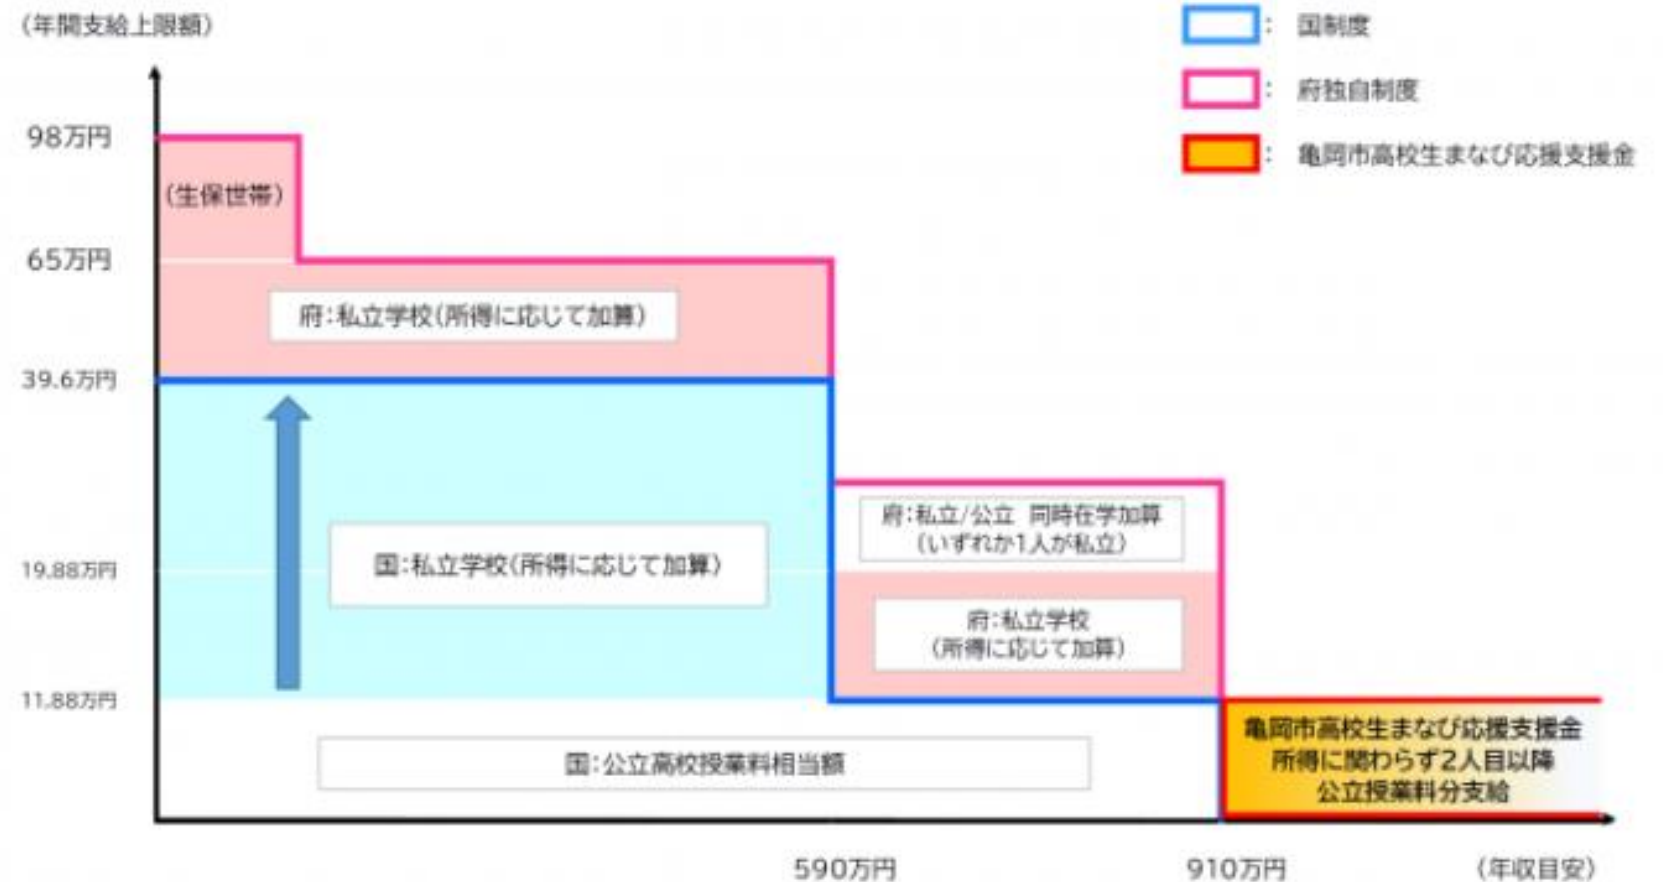 （年間支給上限額）
： 国制度
： 府独自制度
： 亀岡市高校生まなび応援支援金
98万円
（生保世帯）
65万円
府：私立学校（所得に応じて加算）
39.6万円
府：私立/公立 同時在学加算
（いずれか1人が私立）
国：私立学校（所得に応じて加算）
19.88万円
府：私立学校
（所得に応じて加算）
11.88万円
亀岡市高校生まなび応援支援金
所得に関わらず2人目以降
公立授業料分支給
国：公立高校授業料相当額
590万円
910万円
（年収目安）